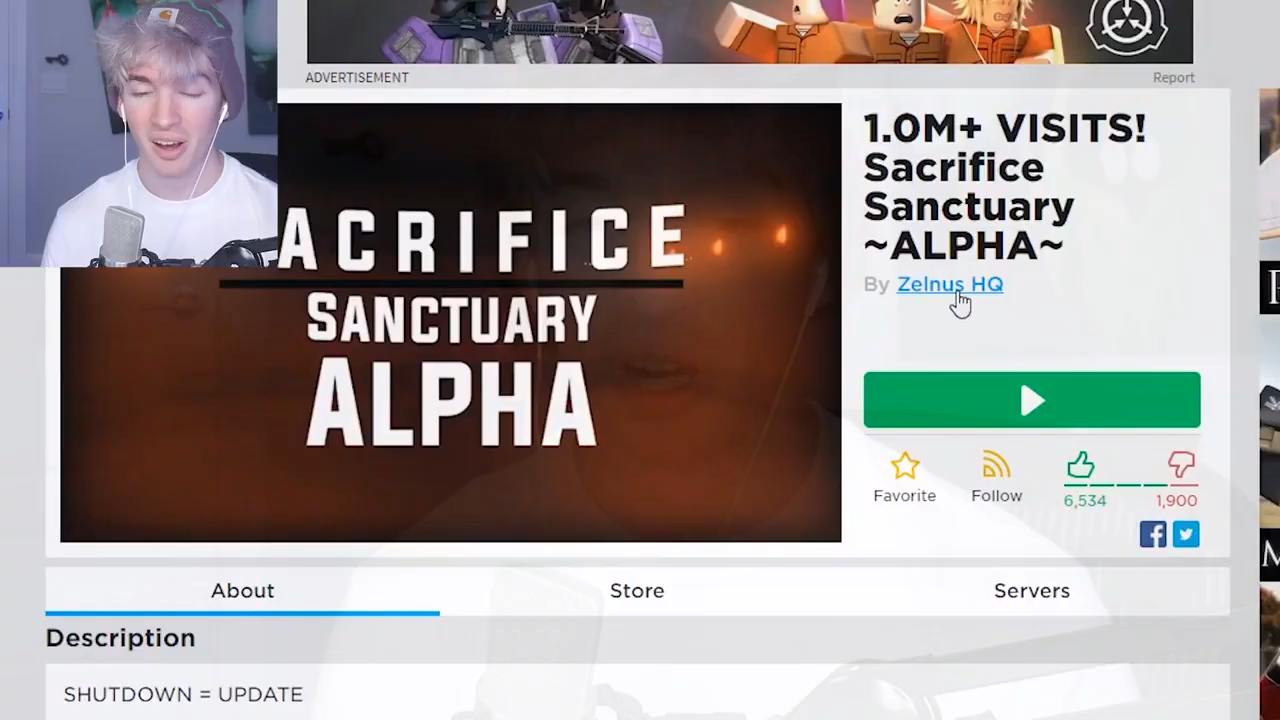 ADVERTISEMENT
Report
ACRIFICE
SANCTUARY
ALPHA
1.0M+ VISITS!
Sacrifice
Sanctuary
~ALPHA~
By Zelnus HQ
Favorite
Follow
6,534
1,900
About
Store
Servers
Description
SHUTDOWN = UPDATE